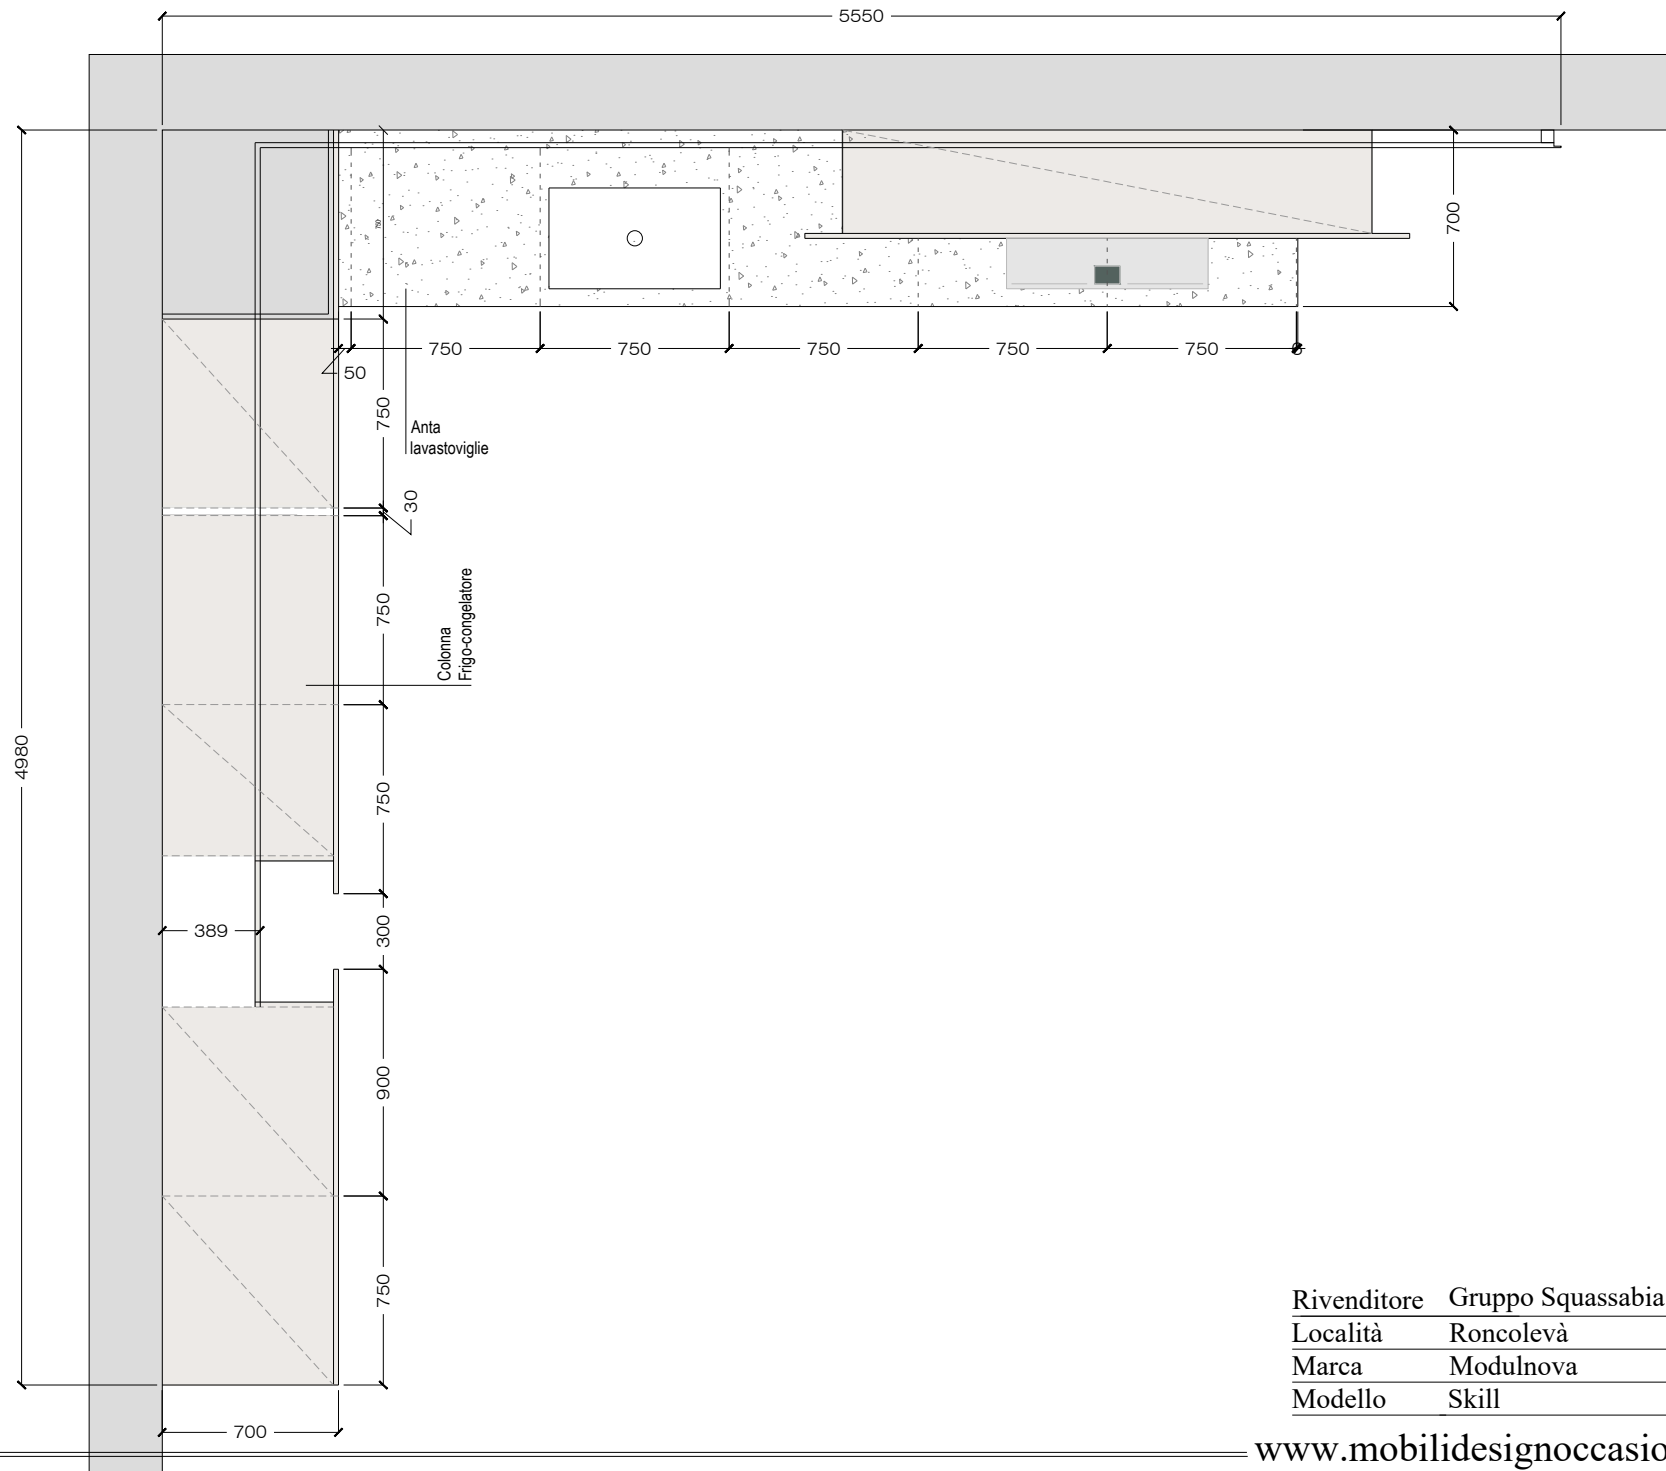 5550
700
750 750 750 750 750 6
50
750
Anta
lavastoviglie
30
750
Colonna
Frigo-congelatore
4980
750
389
300
900
750
700
Rivenditore Gruppo Squassabia
Località Roncolevà
Marca Modulnova
Modello Skill
www.mobilidesignoccasio